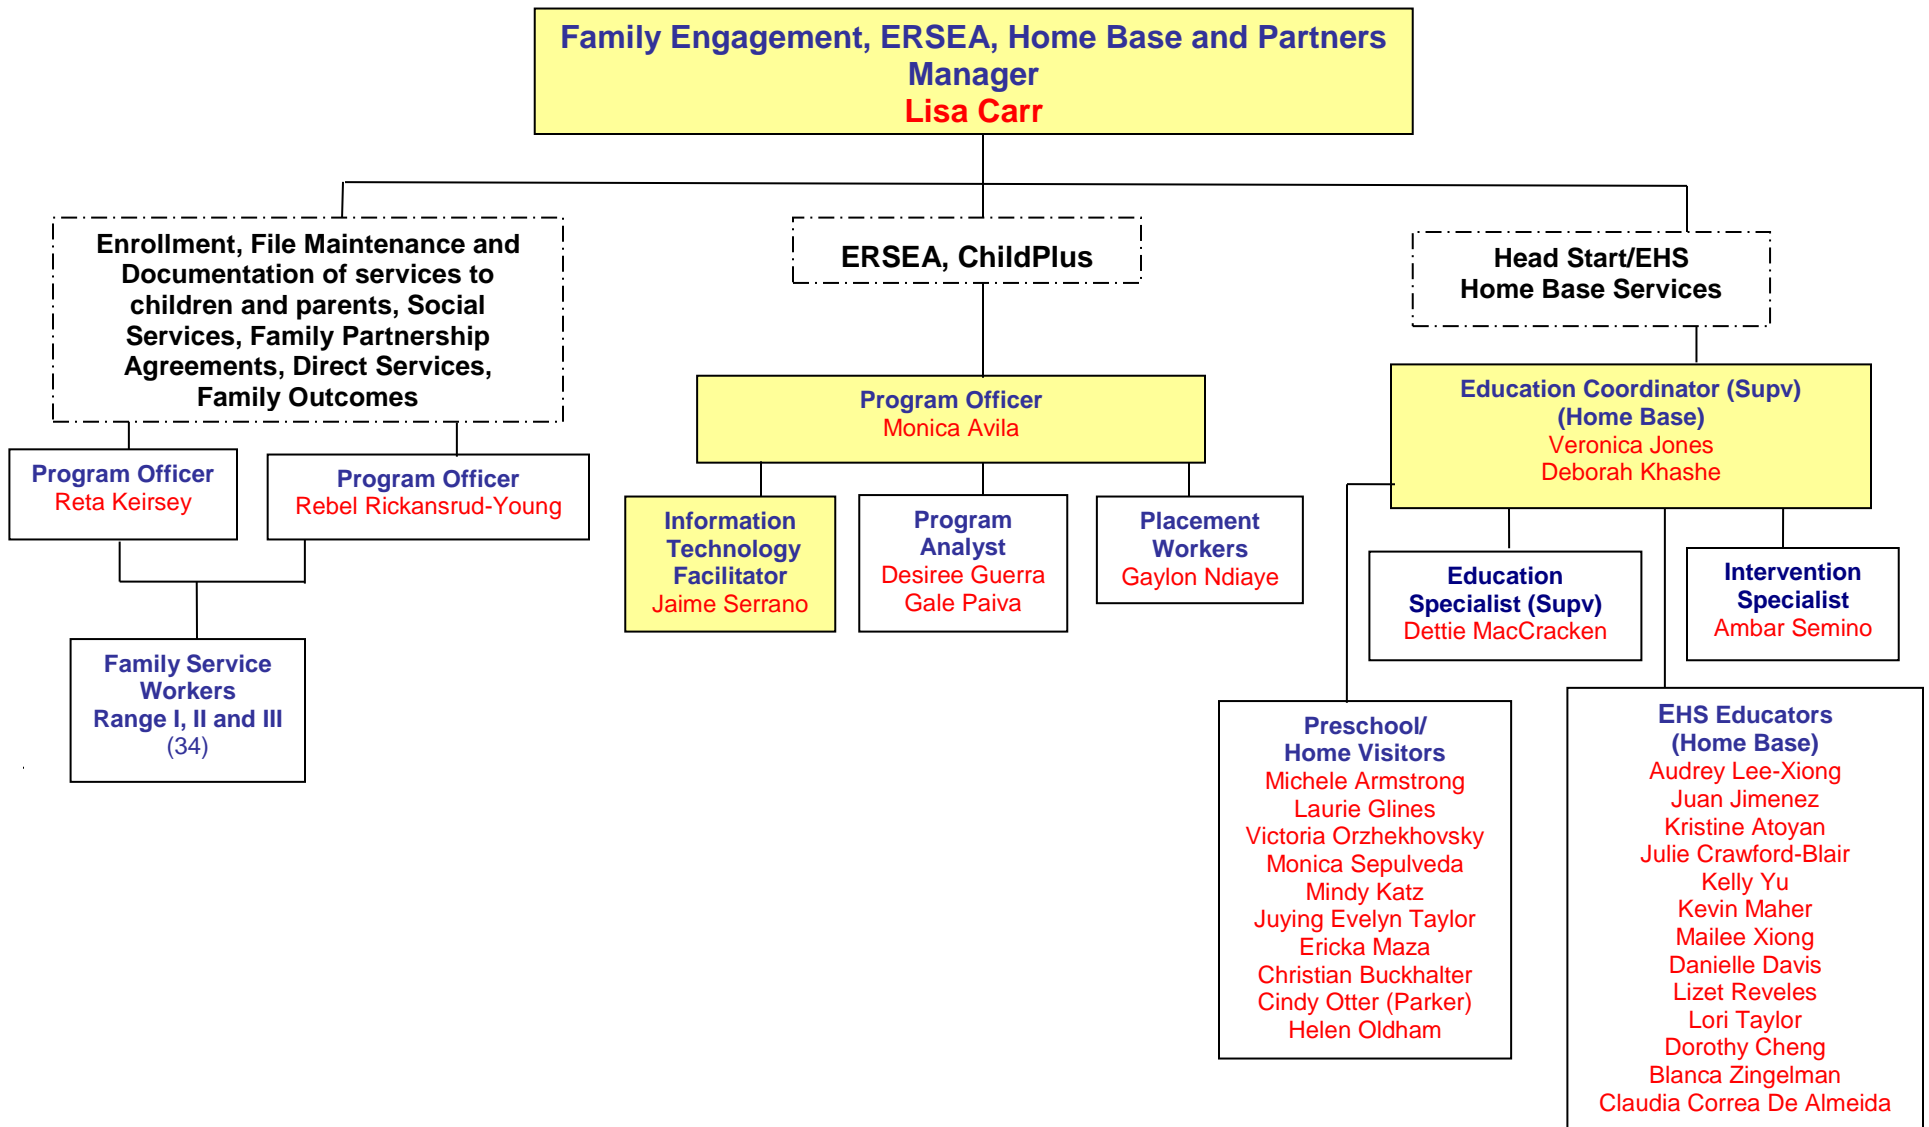 Family Engagement, ERSEA, Home Base and Partners
Manager
Lisa Carr
Enrollment, File Maintenance and
Documentation of services to
children and parents, Social
Services, Family Partnership
Agreements, Direct Services,
Family Outcomes
ERSEA, ChildPlus
Head Start/EHS
Home Base Services
Program Officer
Reta Keirsey
Program Officer
Rebel Rickansrud-Young
Program Officer
Monica Avila
Education Coordinator (Supv)
(Home Base)
Veronica Jones
Deborah Khashe
Information
Technology
Facilitator
Jaime Serrano
Program
Analyst
Desiree Guerra
Gale Paiva
Placement
Workers
Gaylon Ndiaye
Education
Specialist (Supv)
Dettie MacCracken
Intervention
Specialist
Ambar Semino
Family Service
Workers
Range I, II and III
(34)
Preschool/
Home Visitors
Michele Armstrong
Laurie Glines
Victoria Orzhekhovsky
Monica Sepulveda
Mindy Katz
Juying Evelyn Taylor
Ericka Maza
Christian Buckhalter
Cindy Otter (Parker)
Helen Oldham
EHS Educators
(Home Base)
Audrey Lee-Xiong
Juan Jimenez
Kristine Atoyan
Julie Crawford-Blair
Kelly Yu
Kevin Maher
Mailee Xiong
Danielle Davis
Lizet Reveles
Lori Taylor
Dorothy Cheng
Blanca Zingelman
Claudia Correa De Almeida